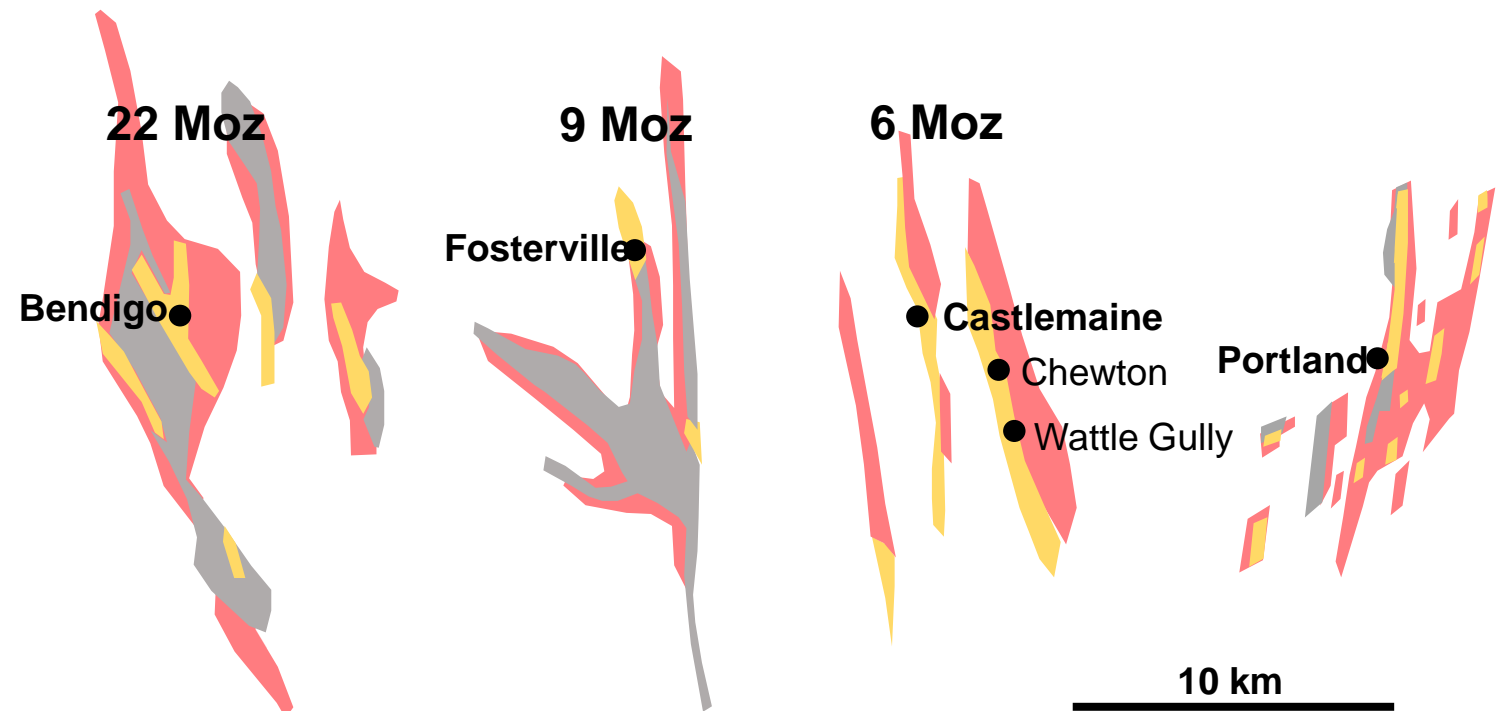 22 Moz
9 Moz
6 Moz
Fosterville
Bendigo
Castlemaine
Chewton
Portland
Wattle Gully
10 km